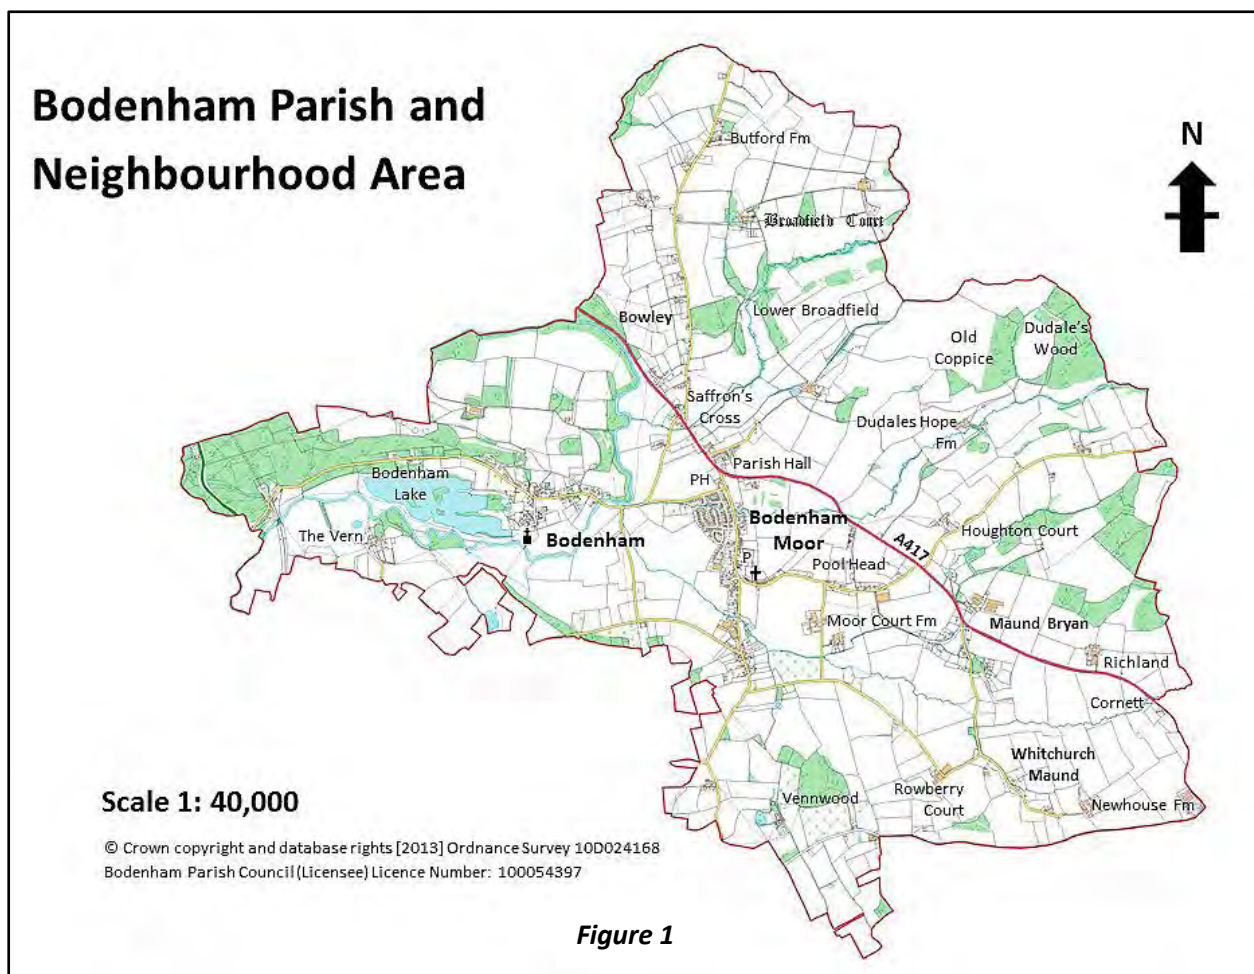 Bodenham Parish and
Neighbourhood Area
N
Butford Fm
Broadfield Court
Bowley
Lower Broadfield
Old
Coppice
Dudale's
Wood
Saffron's
Cross
Dudales Hope
Fm
Parish Hall
PH
Bodenham
Lake
The Vern
Bodenham
Bodenham
Moor
P
A417
Houghton Court
Pool Head
Moor Court Fm
Maund Bryan
Richland
Cornett
Whitchurch
Maund
Vennwood
Rowberry
Court
Newhouse Fm
Scale 1: 40,000
© Crown copyright and database rights [2013] Ordnance Survey 10D024168
Bodenham Parish Council (Licensee) Licence Number: 100054397
Figure 1